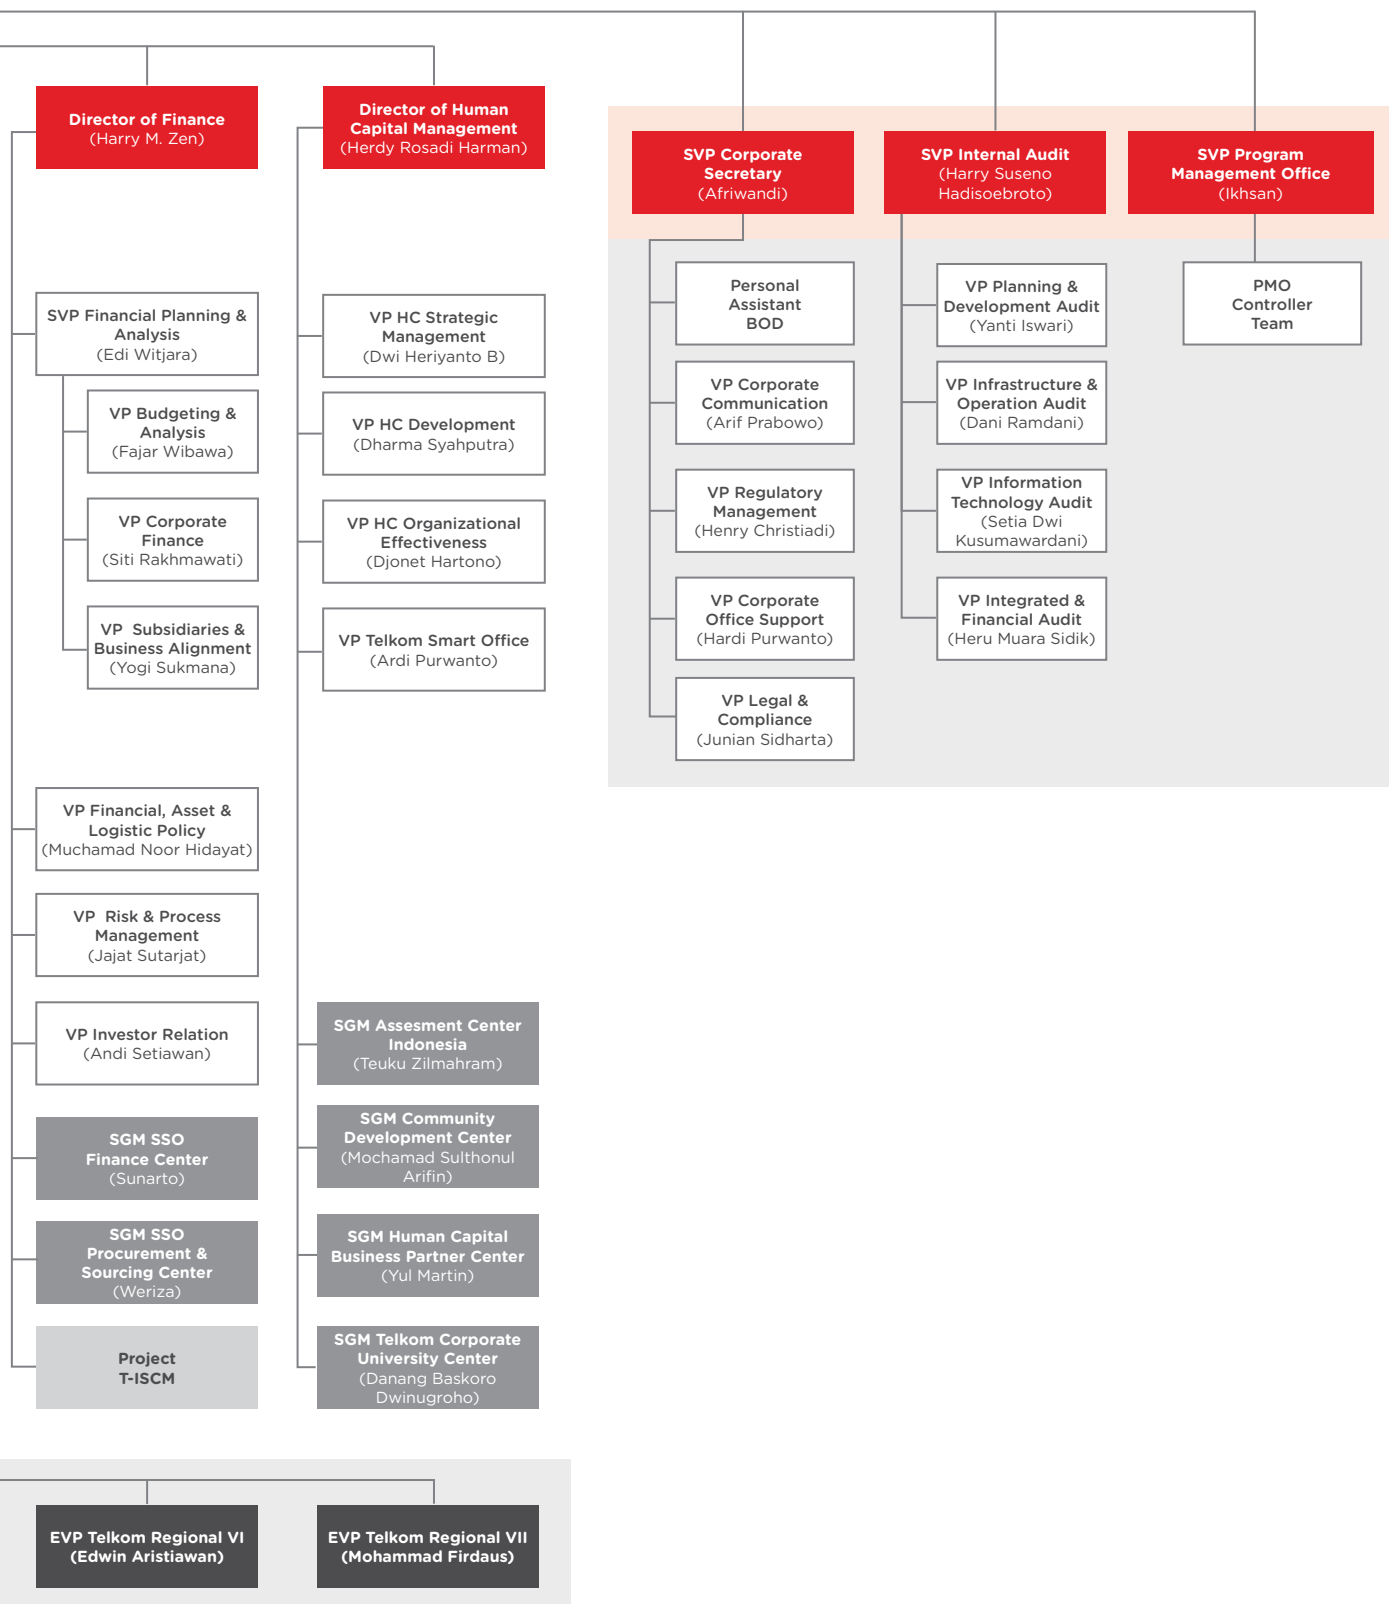 Director of Finance
(Harry M. Zen)
SVP Financial Planning &
Analysis
(Edi Witjara)
VP Budgeting &
Analysis
(Fajar Wibawa)
VP Corporate
Finance
(Siti Rakhmawati)
VP Subsidiaries &
Business Alignment
(Yogi Sukmana)
VP Financial, Asset &
Logistic Policy
(Muchamad Noor Hidayat)
VP Risk & Process
Management
(Jajat Sutarjat)
VP Investor Relation
(Andi Setiawan)
SGM SSO
Finance Center
(Sunarto)
SGM SSO
Procurement &
Sourcing Center
(Weriza)
Project
T-ISCM
Director of Human
Capital Management
(Herdy Rosadi Harman)
VP HC Strategic
Management
(Dwi Heriyanto B)
VP HC Development
(Dharma Syahputra)
VP HC Organizational
Effectiveness
(Djonet Hartono)
VP Telkom Smart Office
(Ardi Purwanto)
SGM Assesment Center
Indonesia
(Teuku Zilmahram)
SGM Community
Development Center
(Mochamad Sulthonul
Arifin)
SGM Human Capital
Business Partner Center
(Yul Martin)
SGM Telkom Corporate
University Center
(Danang Baskoro
Dwinugroho)
SVP Corporate
Secretary
(Afriwandi)
Personal
Assistant
BOD
VP Corporate
Communication
(Arif Prabowo)
VP Regulatory
Management
(Henry Christiadi)
VP Corporate
Office Support
(Hardi Purwanto)
VP Legal &
Compliance
(Junian Sidharta)
SVP Internal Audit
(Harry Suseno
Hadisoebroto)
VP Planning &
Development Audit
(Yanti Iswari)
VP Infrastructure &
Operation Audit
(Dani Ramdani)
VP Information
Technology Audit
(Setia Dwi
Kusumawardani)
VP Integrated &
Financial Audit
(Heru Muara Sidik)
SVP Program
Management Office
(Ikhsan)
PMO
Controller
Team
EVP Telkom Regional VI
(Edwin Aristiawan)
EVP Telkom Regional VII
(Mohammad Firdaus)